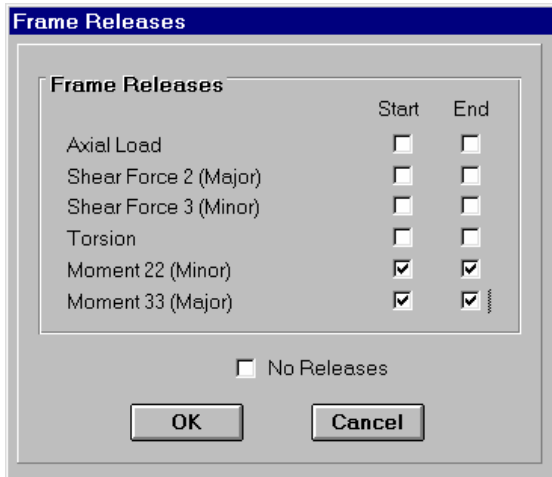 Frame Releases
Frame Releases
Start End
Axial Load
Shear Force 2 (Major)
Shear Force 3 (Minor)
Torsion
Moment 22 (Minor)
Moment 33 (Major)
No Releases
OK Cancel